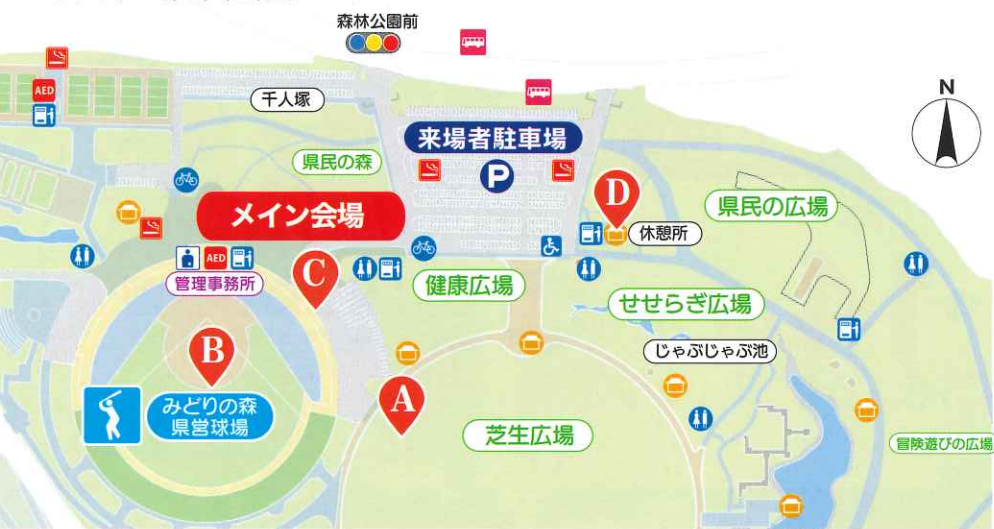 森林公園前
N
千人塚
来場者駐車場
P
県民の森
AED
メイン会場
D
休憩所
県民の広場
AED
管理事務所
C
健康広場
せせらぎ広場
B
じゃぶじゃぶ池
みどりの森
県営球場
A
芝生広場
冒険遊びの広場